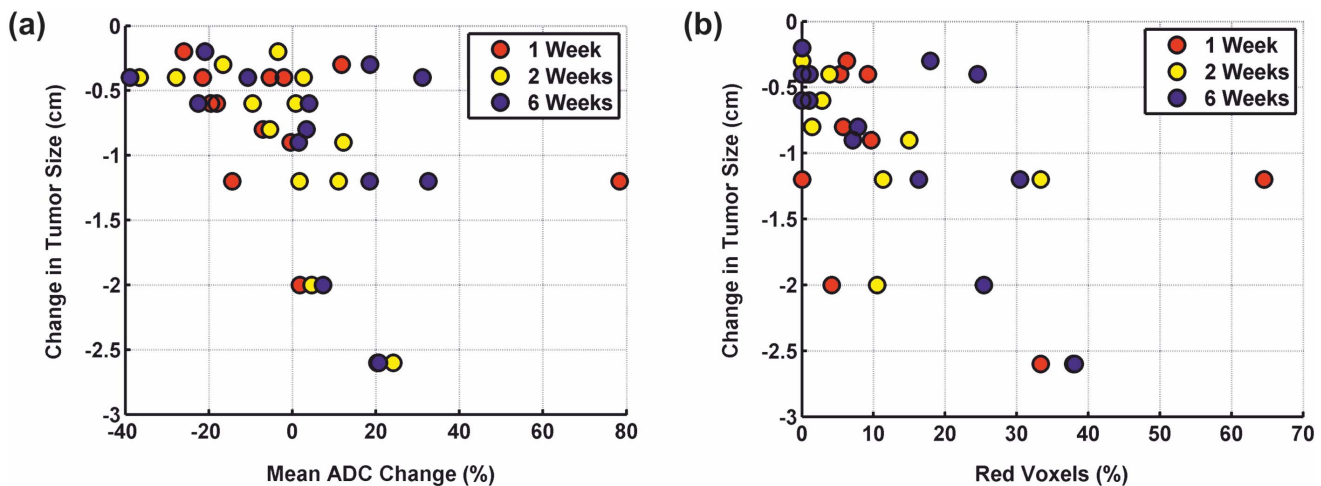 (a)
0
-0.5
-1
-1.5
-2
-2.5
-3
-40 -20 0 20 40 60 80
Change in Tumor Size (cm)
Mean ADC Change (%)
1 Week
2 Weeks
6 Weeks
(b)
0
-0.5
-1
-1.5
-2
-2.5
-3
0 10 20 30 40 50 60 70
Change in Tumor Size (cm)
Red Voxels (%)
1 Week
2 Weeks
6 Weeks